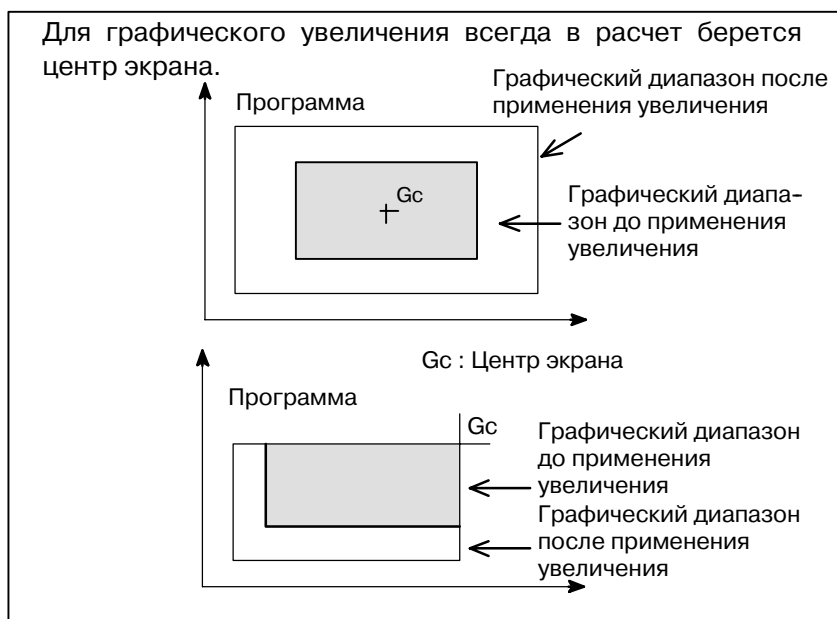 Для графического увеличения всегда в расчет берется
центр экрана.
Программа
Графический диапазон после
применения увеличения
Gc
Графический диапа-
зон до применения
увеличения
Gc : Центр экрана
Программа
Gc
Графический диапазон
до применения
увеличения
Графический диапазон
после применения
увеличения